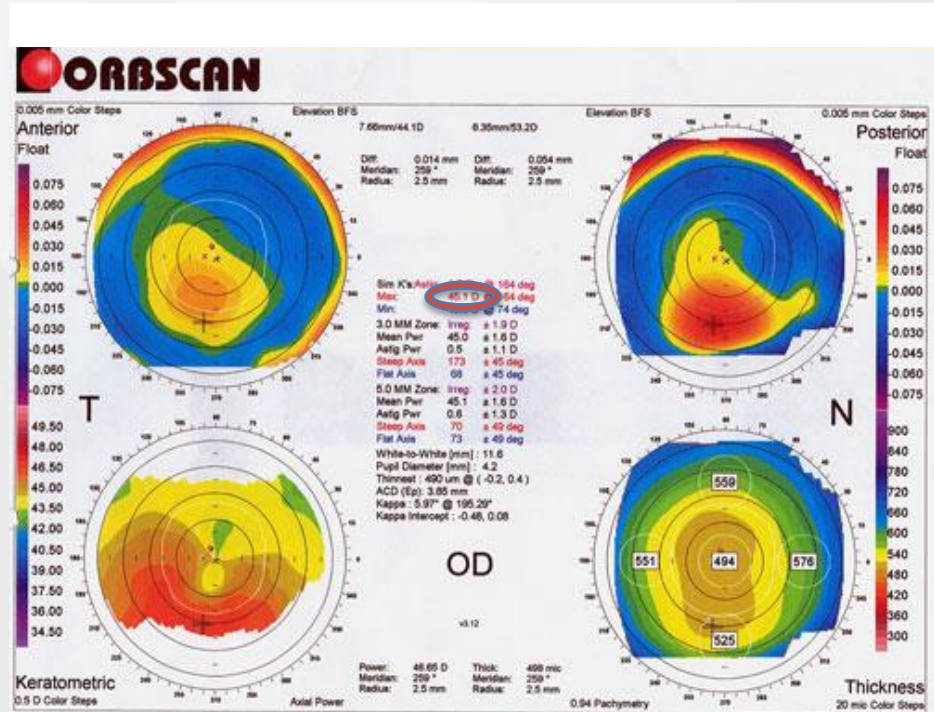 ORBSCAN
0.005 mm Color Steps
Elevation BFS
Elevation BFS
0.005 mm Color Steps
Anterior
Float
7.66mm/44.1D 6.35mm/53.2D
Posterior
Float
Diff: 0.014 mm Diff: 0.054 mm
Meridian: 259 ° Meridian: 259 °
Radius: 2.5 mm Radius: 2.5 mm
0.075
0.060
0.045
0.030
0.015
0.000
-0.015
-0.030
-0.045
-0.060
-0.075
0.075
0.060
0.045
0.030
0.015
0.000
-0.015
-0.030
-0.045
-0.060
-0.075
Sim K's: Astig: @ 164 deg
Max: 45.1 D @ 164 deg
Min: @ 74 deg
3.0 MM Zone: Irreg: ± 1.9 D
Mean Pwr 45.0 ± 1.6 D
Astig Pwr 0.5 ± 1.1 D
Steep Axis 173 ± 45 deg
Flat Axis 68 ± 45 deg
5.0 MM Zone: Irreg: ± 2.0 D
Mean Pwr 45.1 ± 1.6 D
Astig Pwr 0.6 ± 1.3 D
Steep Axis 70 ± 49 deg
Flat Axis 73 ± 49 deg
White-to-White [mm] : 11.6
Pupil Diameter [mm] : 4.2
Thinnest : 490 um @ ( -0.2, 0.4 )
ACD (Ep): 3.85 mm
Kappa : 5.97° @ 195.29°
Kappa Intercept : -0.46, 0.08
T
N
49.50
48.00
46.50
45.00
43.50
42.00
40.50
39.00
37.50
36.00
34.50
OD
v3.12
559
551
494
576
525
900
840
780
720
660
600
540
480
420
360
300
Power: 46.65 D Thick: 498 mic
Meridian: 259 ° Meridian: 259 °
Radius: 2.5 mm Radius: 2.5 mm
Keratometric
0.5 D Color Steps
Axial Power
0.94 Pachymetry
Thickness
20 mic Color Steps